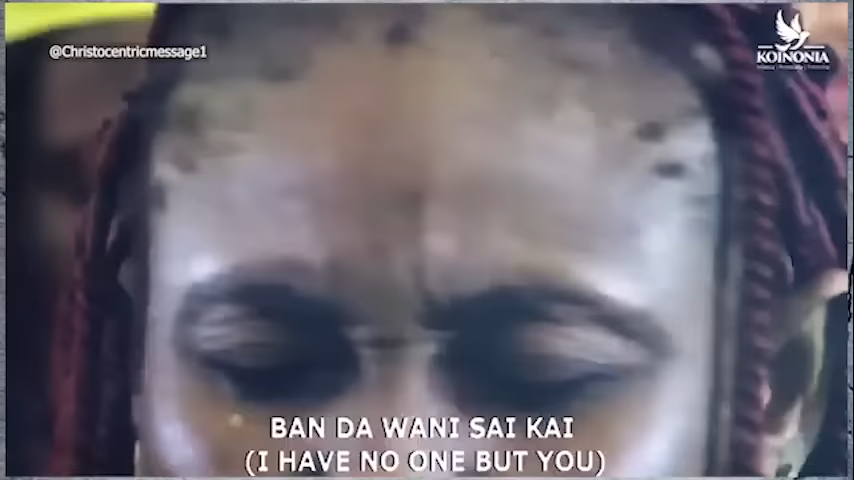 @Christocentricmessage1
KOINONIA
BAN DA WANI SAI KAI
(I HAVE NO ONE BUT YOU)